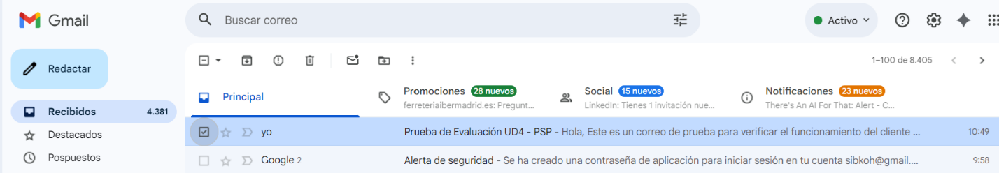 Gmail
Buscar correo
Activo
Redactar
1–100 de 8.405
Principal
Promociones 28 nuevos
ferreteriaibermadrid.es: Pregunt...
Social 15 nuevos
LinkedIn: Tienes 1 invitación nue...
Notificaciones 23 nuevos
There's An AI For That: Alert - C...
Recibidos 4.381
Destacados
Pospuestos
yo Prueba de Evaluación UD4 - PSP - Hola, Este es un correo de prueba para verificar el funcionamiento del cliente ... 10:49
Google 2 Alerta de seguridad - Se ha creado una contraseña de aplicación para iniciar sesión en tu cuenta sibkoh@gmail.... 9:58